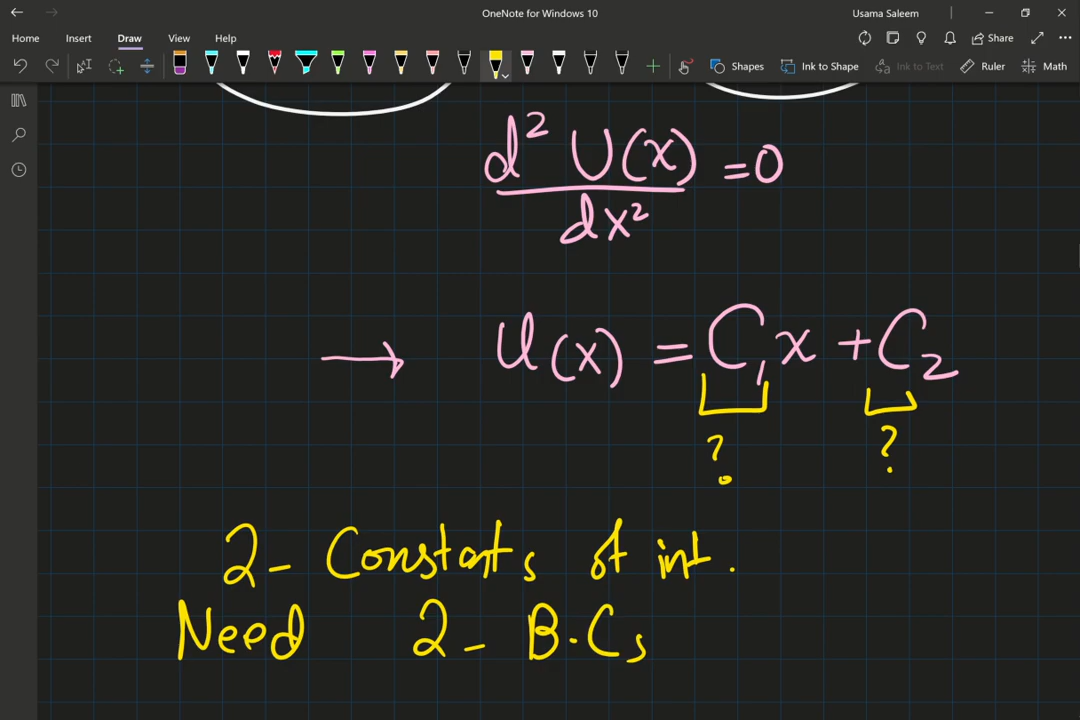 OneNote for Windows 10
Usama Saleem
Home Insert Draw View Help
Share
Shapes Ink to Shape Ink to Text Ruler Math
d² U(x) =0
dx²
→ U(x) = C₁x + C₂
? ?
2- Constants of int.
Need 2- B.Cs